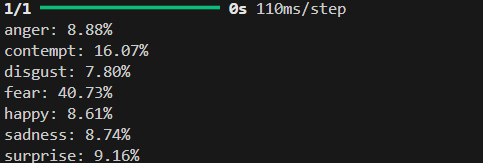 1/1 ━━━━━━━━━━━━━━━━━━━━ 0s 110ms/step
anger: 8.88%
contempt: 16.07%
disgust: 7.80%
fear: 40.73%
happy: 8.61%
sadness: 8.74%
surprise: 9.16%